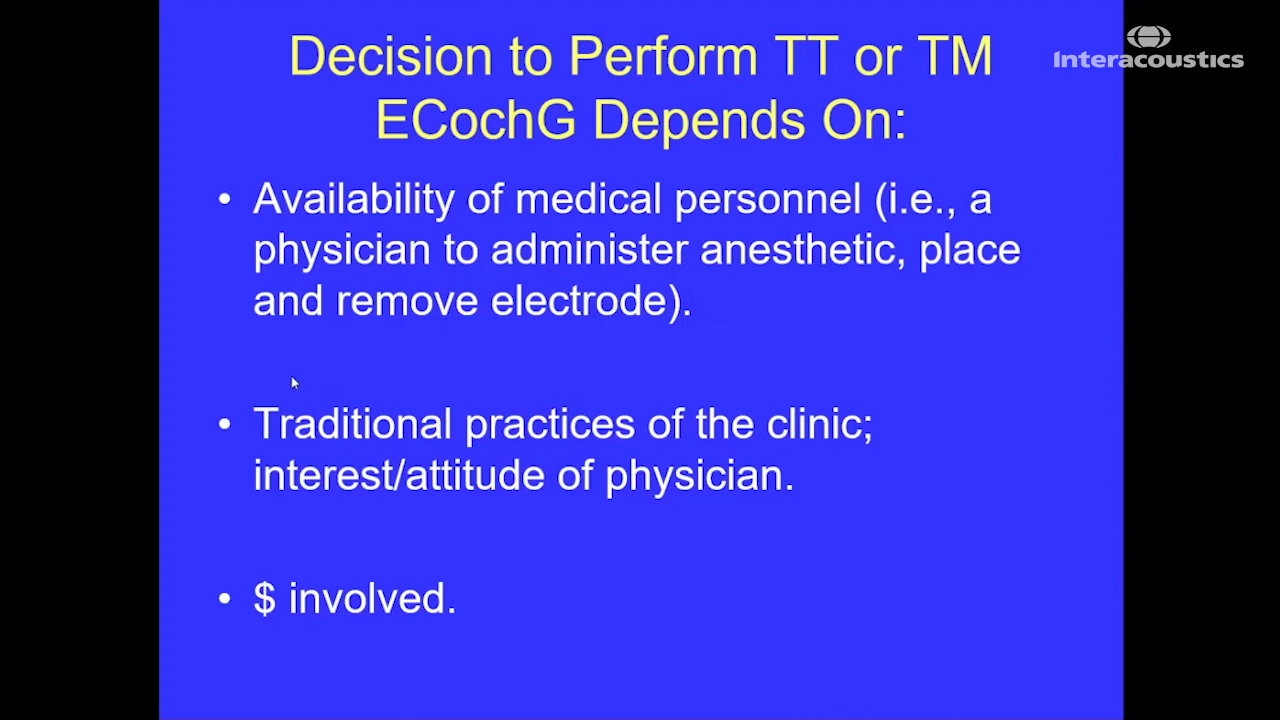 Decision to Perform TT or TM
ECochG Depends On:
Interacoustics
• Availability of medical personnel (i.e., a
physician to administer anesthetic, place
and remove electrode).
• Traditional practices of the clinic;
interest/attitude of physician.
• $ involved.